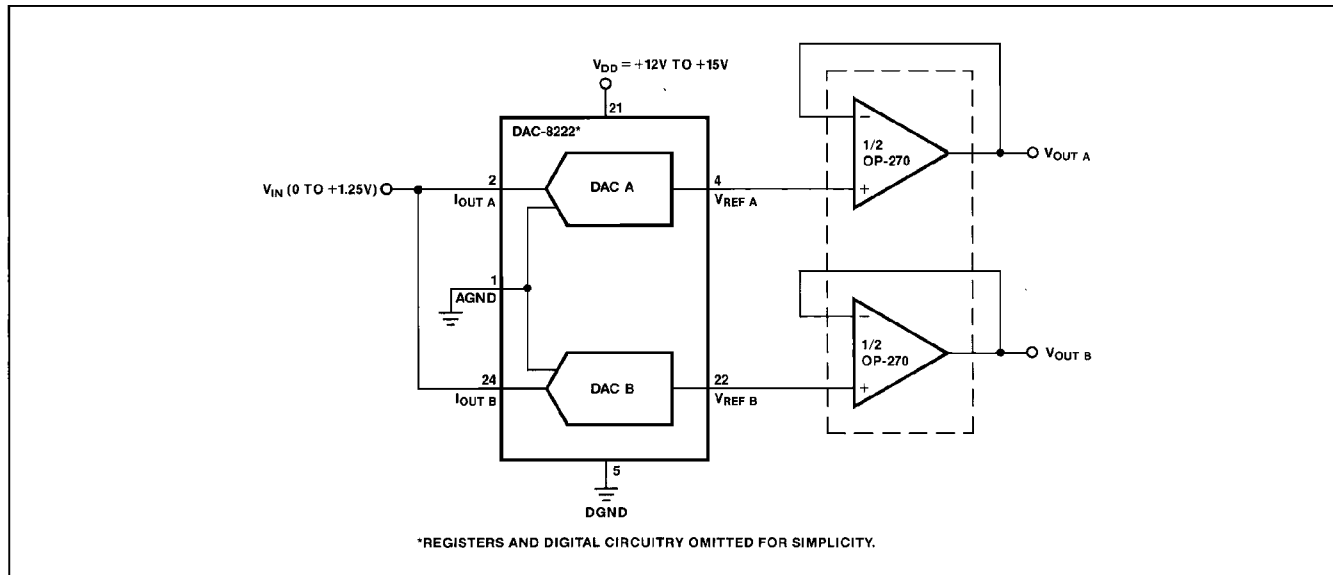 V_DD = +12V TO +15V
21
DAC-8222*
DAC A
2
I_OUT A
4
V_REF A
V_IN (0 TO +1.25V)
1
AGND
24
I_OUT B
DAC B
22
V_REF B
5
DGND
−
1/2
OP-270
+
V_OUT A
−
1/2
OP-270
+
V_OUT B
*REGISTERS AND DIGITAL CIRCUITRY OMITTED FOR SIMPLICITY.